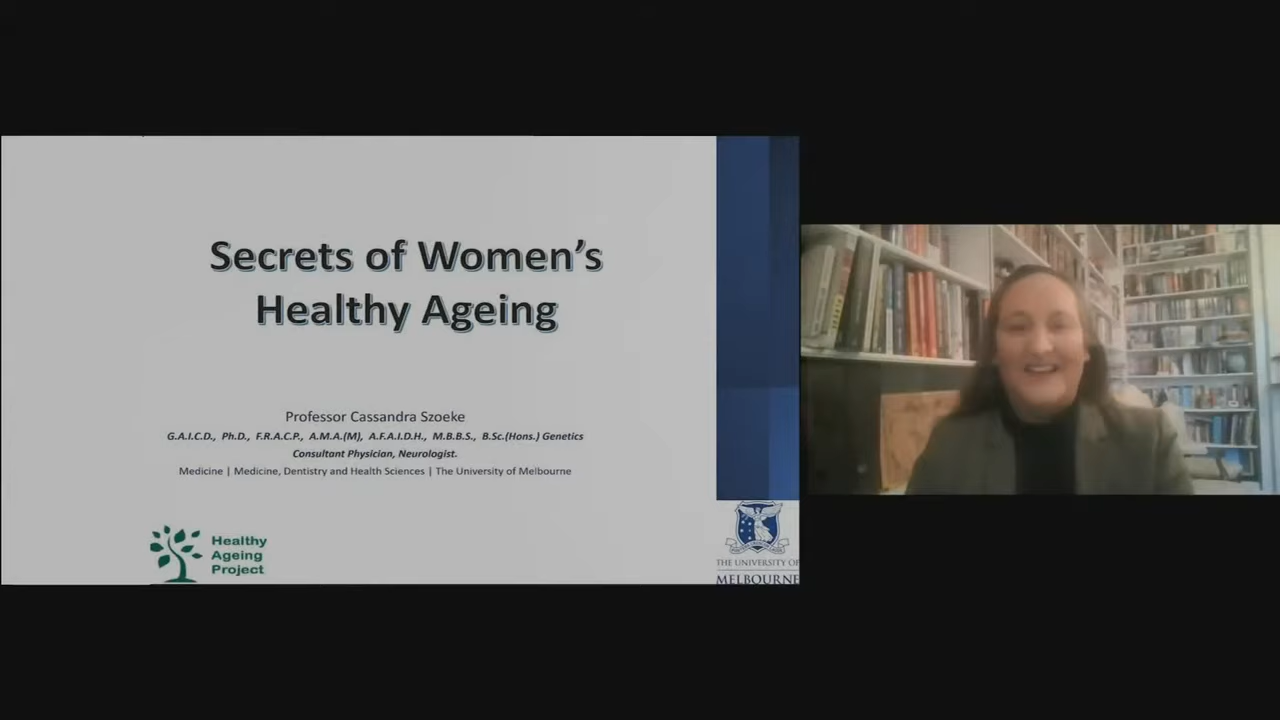 Secrets of Women's
Healthy Ageing
Professor Cassandra Szoeke
G.A.I.C.D., Ph.D., F.R.A.C.P., A.M.A.(M), A.F.A.I.D.H., M.B.B.S., B.Sc.(Hons.) Genetics
Consultant Physician, Neurologist.
Medicine | Medicine, Dentistry and Health Sciences | The University of Melbourne
Healthy
Ageing
Project
THE UNIVERSITY OF
MELBOURNE